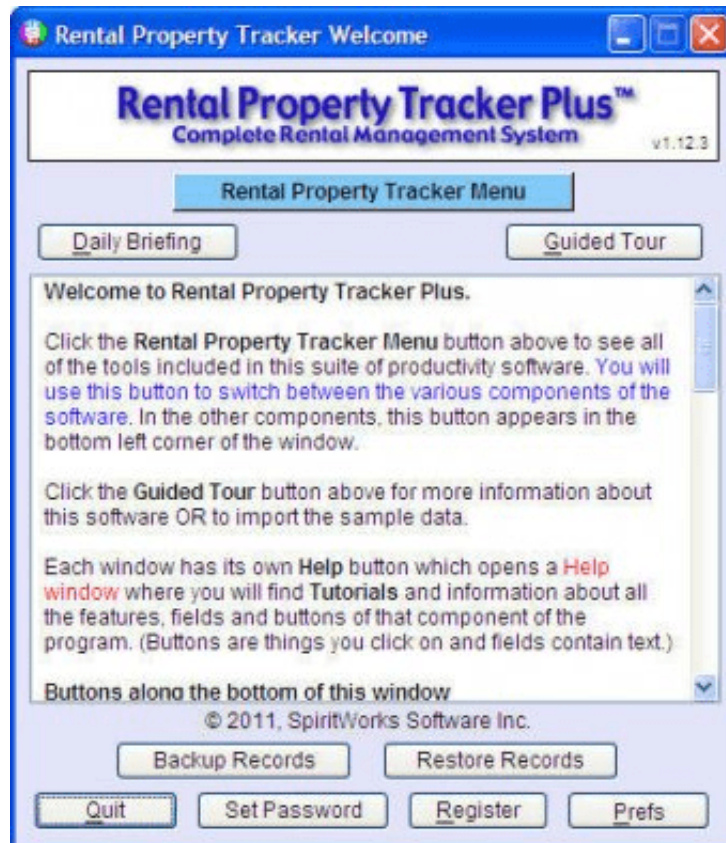 Rental Property Tracker Welcome
Rental Property Tracker Plus™
Complete Rental Management System
v1.12.3
Rental Property Tracker Menu
Daily Briefing
Guided Tour
Welcome to Rental Property Tracker Plus.
Click the Rental Property Tracker Menu button above to see all
of the tools included in this suite of productivity software. You will
use this button to switch between the various components of the
software. In the other components, this button appears in the
bottom left corner of the window.
Click the Guided Tour button above for more information about
this software OR to import the sample data.
Each window has its own Help button which opens a Help
window where you will find Tutorials and information about all
the features, fields and buttons of that component of the
program. (Buttons are things you click on and fields contain text.)
Buttons along the bottom of this window
© 2011, SpiritWorks Software Inc.
Backup Records
Restore Records
Quit
Set Password
Register
Prefs